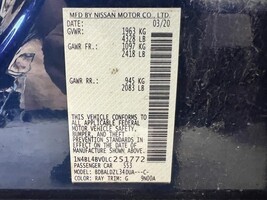 MFD BY NISSAN MOTOR CO., LTD.
DATE: 03/20
GVWR: 1963 KG
4328 LB
GAWR FR: 1097 KG
2418 LB
GAWR RR: 945 KG
2083 LB
THIS VEHICLE CONFORMS TO ALL
APPLICABLE FEDERAL MOTOR
VEHICLE SAFETY, BUMPER,
AND THEFT PREVENTION STANDARDS IN
EFFECT ON THE DATE OF
MANUFACTURE SHOWN ABOVE.
1N4BL4BV0LC251772
PASSENGER CAR 553
MODEL:
COLOR: RAY TRIM: G 9N00A